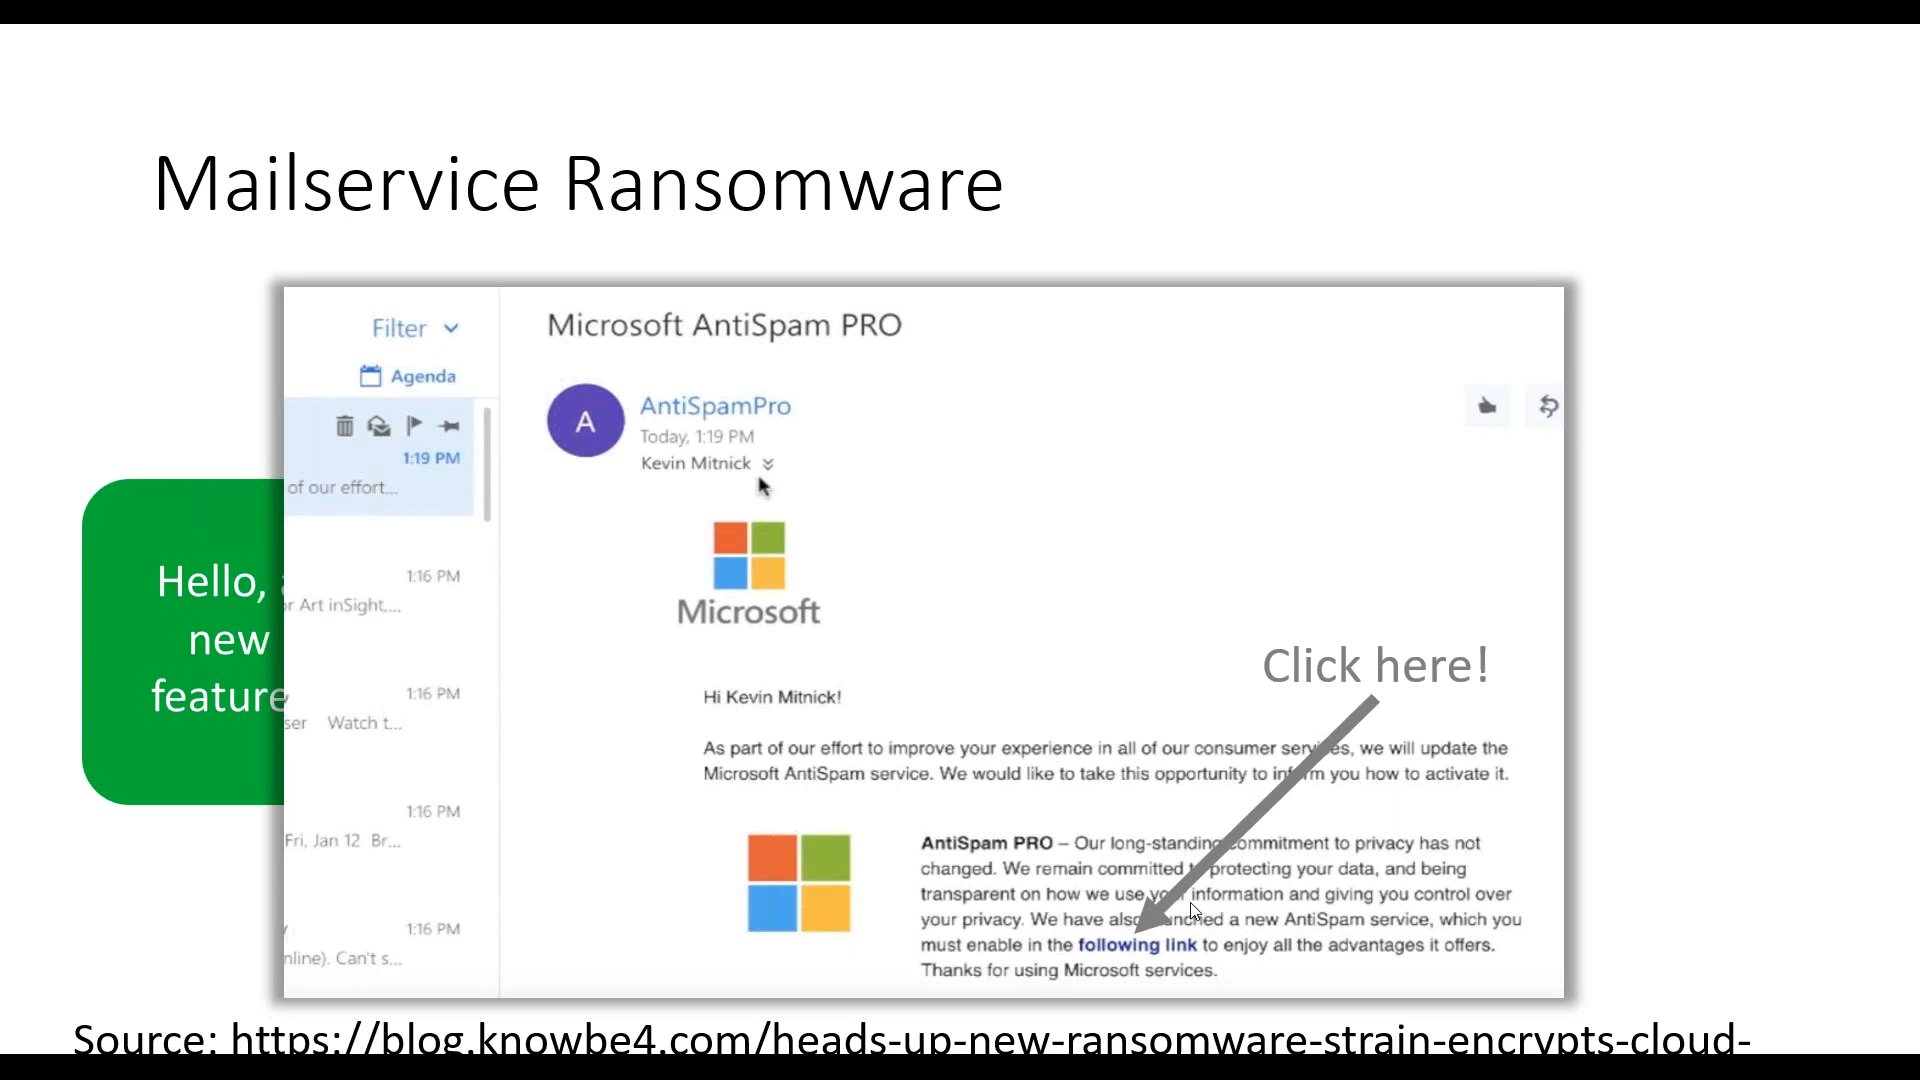 Mailservice Ransomware
Hello,
new
feature
Filter
Agenda
1:19 PM
of our effort...
1:16 PM
Art inSight,...
1:16 PM
Watch t...
1:16 PM
Fri, Jan 12 Br...
1:16 PM
Can't s...
Microsoft AntiSpam PRO
A
AntiSpamPro
Today, 1:19 PM
Kevin Mitnick
Microsoft
Click here!
Hi Kevin Mitnick!
As part of our effort to improve your experience in all of our consumer services, we will update the
Microsoft AntiSpam service. We would like to take this opportunity to inform you how to activate it.
AntiSpam PRO – Our long-standing commitment to privacy has not
changed. We remain committed to protecting your data, and being
transparent on how we use your information and giving you control over
your privacy. We have also launched a new AntiSpam service, which you
must enable in the following link to enjoy all the advantages it offers.
Thanks for using Microsoft services.
Source: https://blog.knowbe4.com/heads-up-new-ransomware-strain-encrypts-cloud-